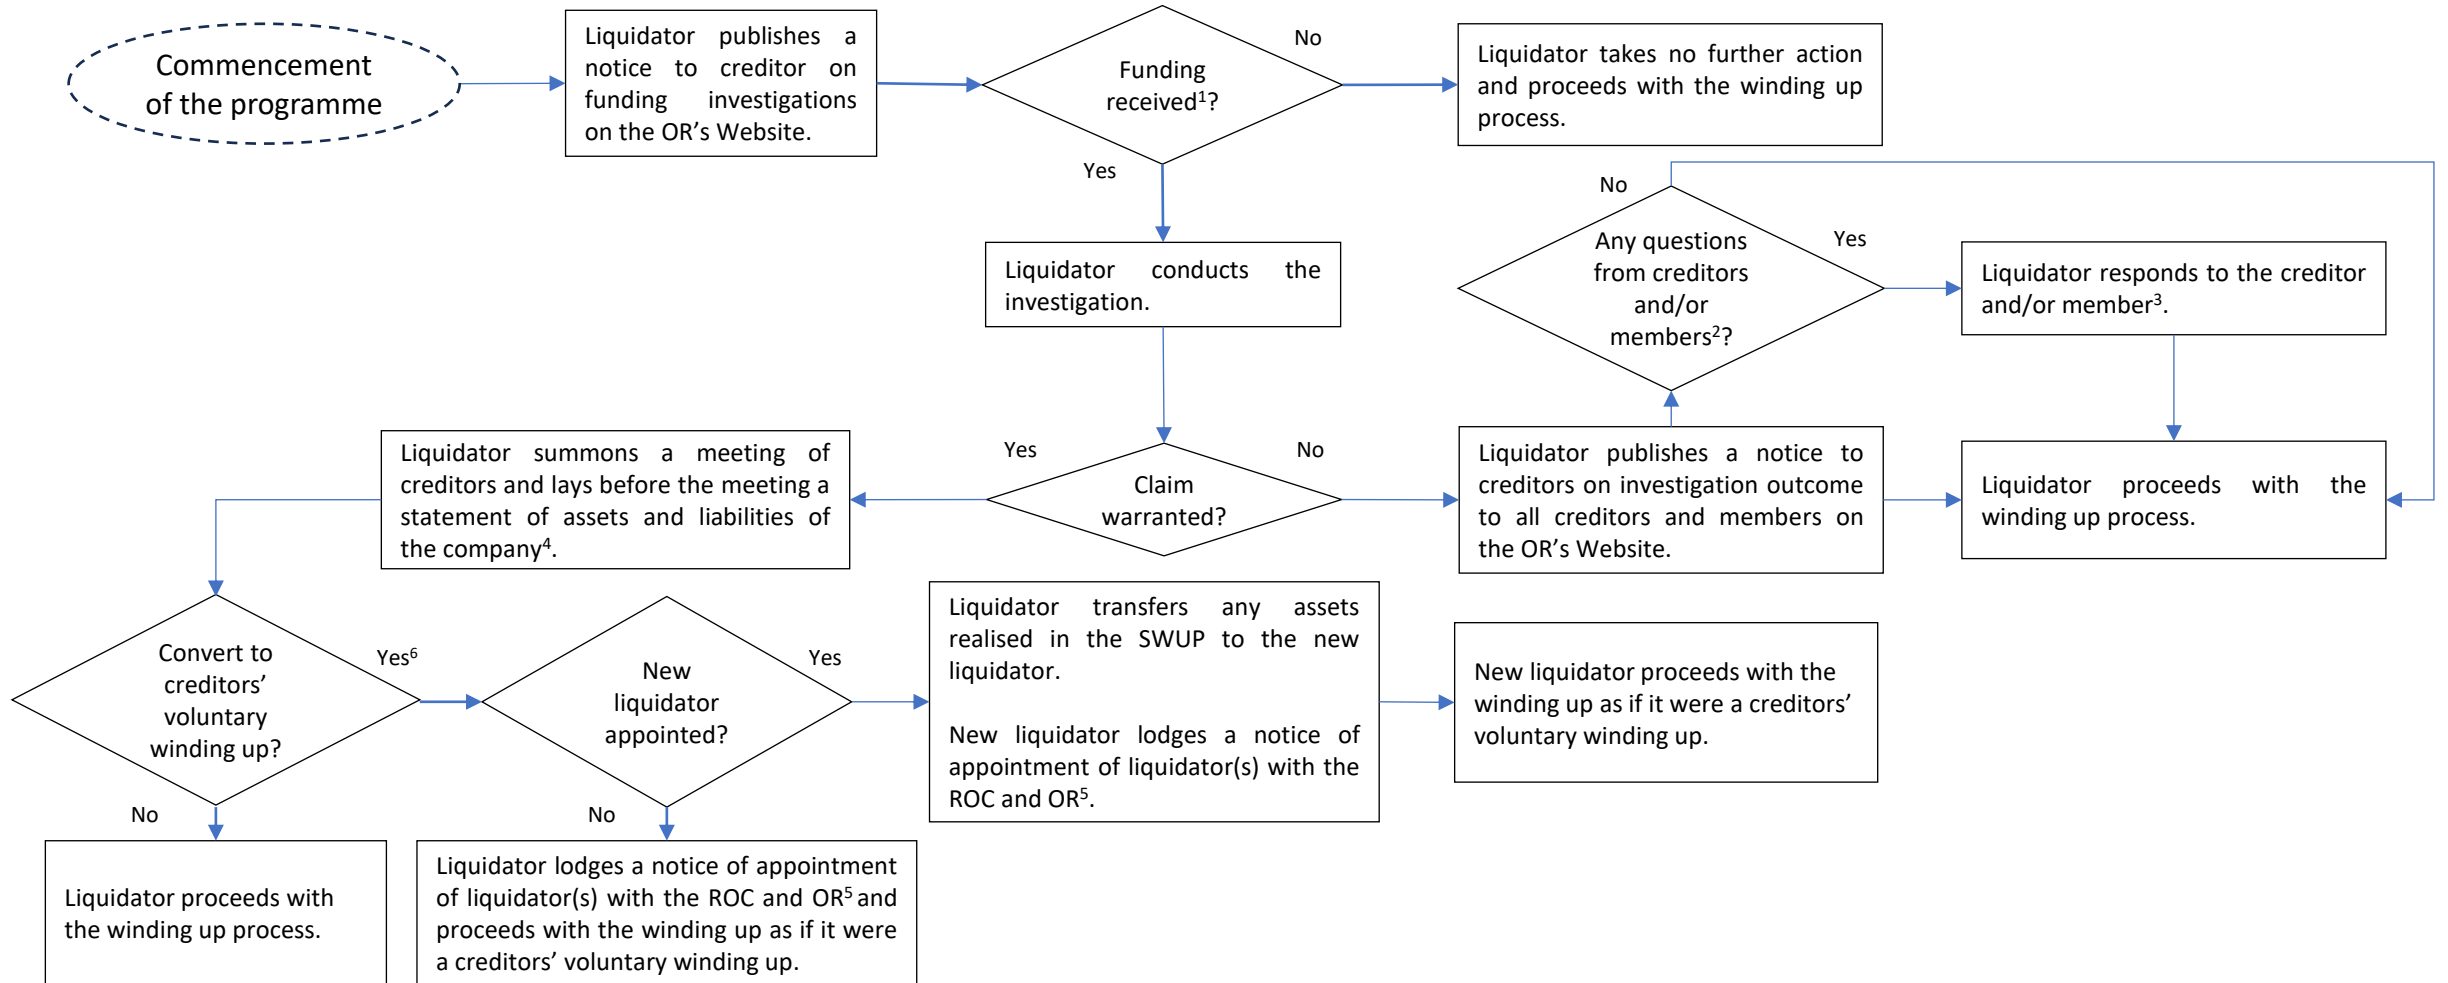 Commencement
of the programme
Liquidator publishes a
notice to creditor on
funding investigations
on the OR's Website.
Funding
received¹?
No
Liquidator takes no further action
and proceeds with the winding up
process.
Yes
Liquidator conducts the
investigation.
No
Any questions
from creditors
and/or
members²?
Yes
Liquidator responds to the creditor
and/or member³.
Liquidator summons a meeting of
creditors and lays before the meeting a
statement of assets and liabilities of
the company⁴.
Yes
Claim
warranted?
No
Liquidator publishes a notice to
creditors on investigation outcome
to all creditors and members on
the OR's Website.
Liquidator proceeds with the
winding up process.
Convert to
creditors'
voluntary
winding up?
Yes⁶
New
liquidator
appointed?
Yes
Liquidator transfers any assets
realised in the SWUP to the new
liquidator.
New liquidator lodges a notice of
appointment of liquidator(s) with the
ROC and OR⁵.
New liquidator proceeds with the
winding up as if it were a creditors'
voluntary winding up.
No
Liquidator proceeds with
the winding up process.
No
Liquidator lodges a notice of appointment
of liquidator(s) with the ROC and OR⁵ and
proceeds with the winding up as if it were
a creditors' voluntary winding up.